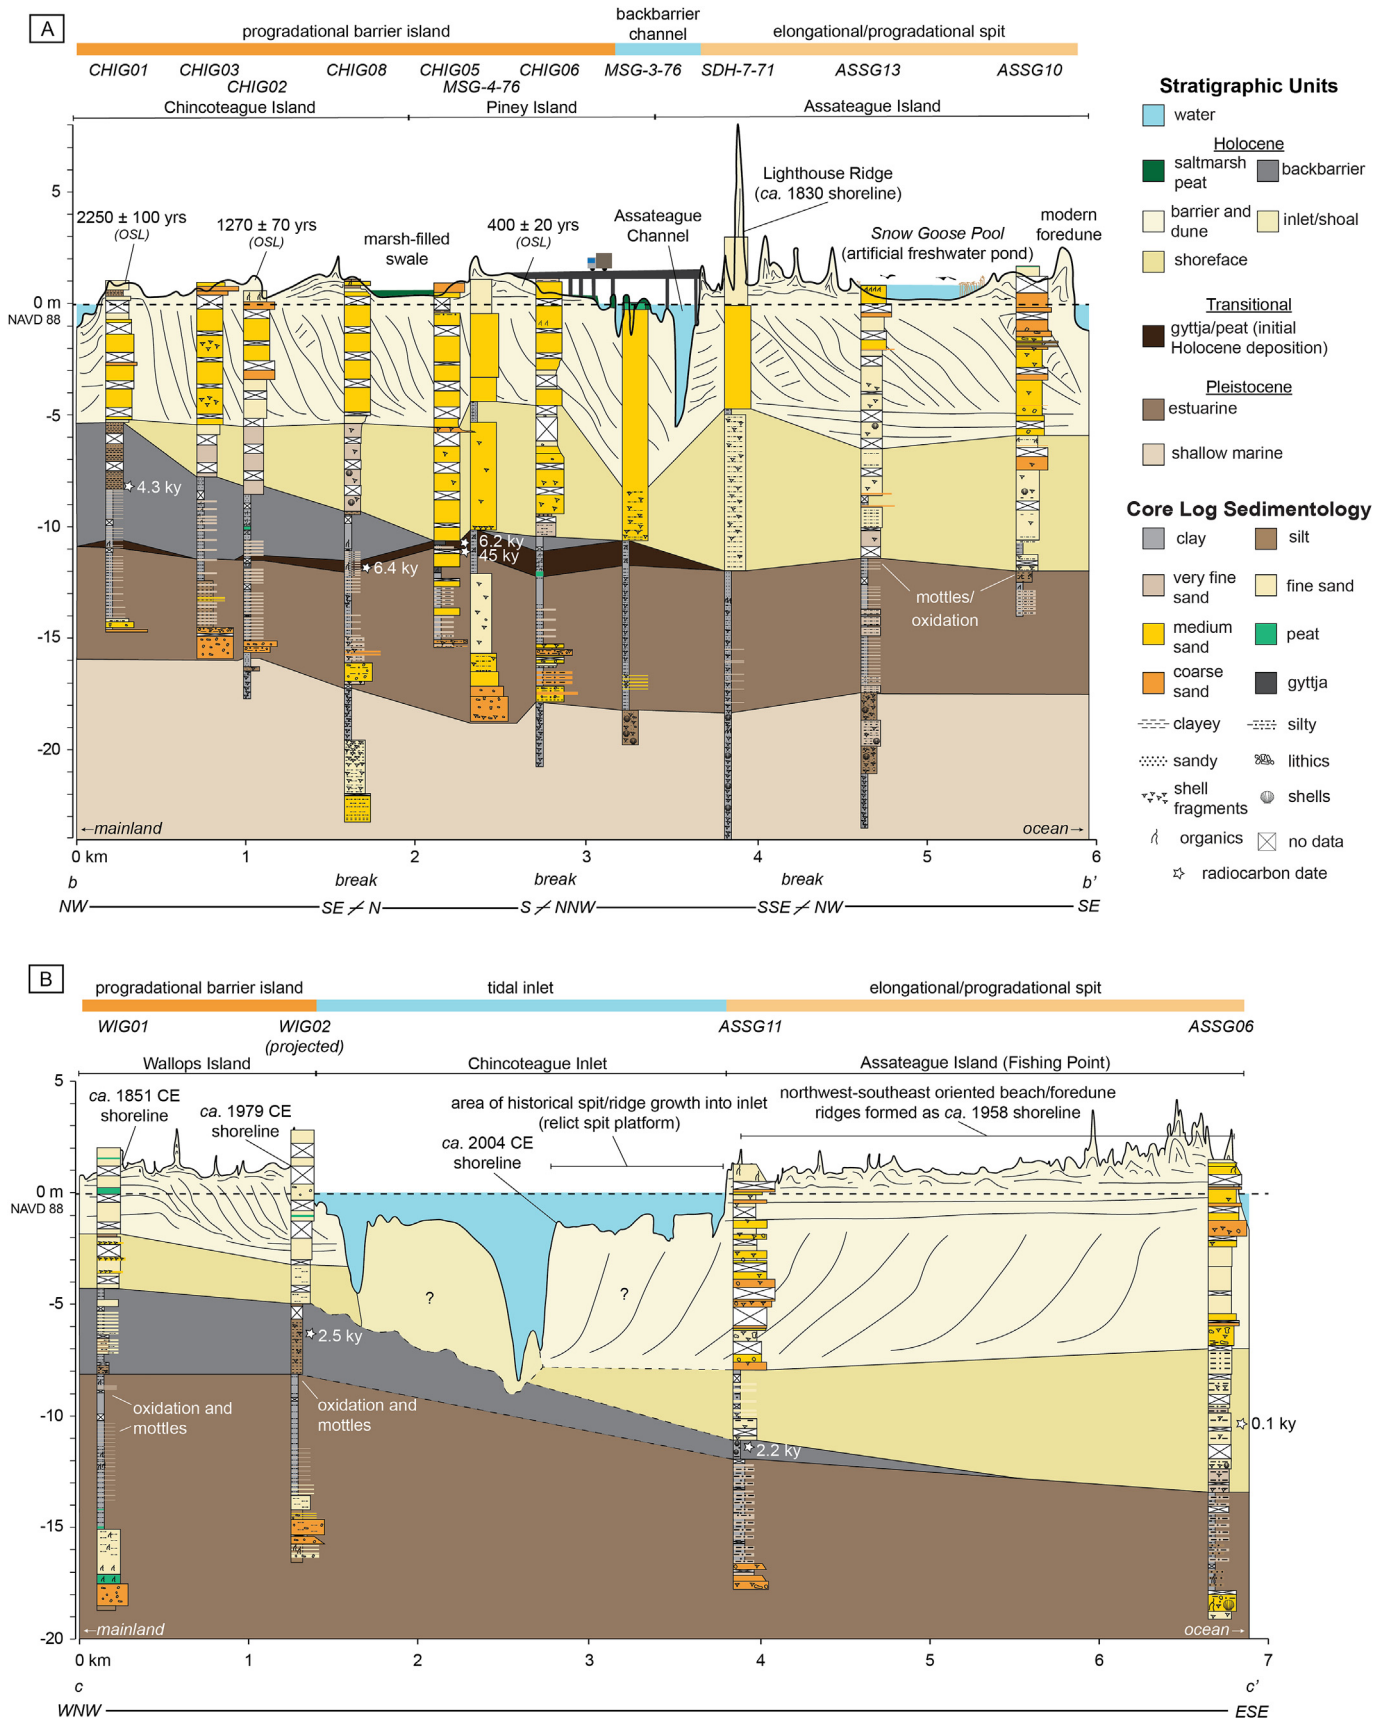 A
progradational barrier island
backbarrier
channel
elongational/progradational spit
CHIG01
CHIG03
CHIG02
CHIG08
CHIG05
MSG-4-76
CHIG06
MSG-3-76
SDH-7-71
ASSG13
ASSG10
Chincoteague Island
Piney Island
Assateague Island
5
0 m
NAVD 88
-5
-10
-15
-20
2250 ± 100 yrs
(OSL)
1270 ± 70 yrs
(OSL)
marsh-filled
swale
400 ± 20 yrs
(OSL)
Assateague
Channel
Lighthouse Ridge
(ca. 1830 shoreline)
Snow Goose Pool
(artificial freshwater pond)
modern
foredune
4.3 ky
6.4 ky
6.2 ky
45 ky
mottles/
oxidation
←mainland
ocean→
0 km
1
2
3
4
5
6
b
break
break
break
b'
NW
SE
N
S
NNW
SSE
NW
SE
Stratigraphic Units
water
Holocene
saltmarsh
peat
backbarrier
barrier and
dune
inlet/shoal
shoreface
Transitional
gyttja/peat (initial
Holocene deposition)
Pleistocene
estuarine
shallow marine
Core Log Sedimentology
clay
silt
very fine
sand
fine sand
medium
sand
peat
coarse
sand
gyttja
clayey
silty
sandy
lithics
shell
fragments
shells
organics
no data
radiocarbon date
B
progradational barrier island
tidal inlet
elongational/progradational spit
WIG01
WIG02
(projected)
ASSG11
ASSG06
Wallops Island
Chincoteague Inlet
Assateague Island (Fishing Point)
5
0 m
NAVD 88
-5
-10
-15
-20
ca. 1851 CE
shoreline
ca. 1979 CE
shoreline
area of historical spit/ridge growth into inlet
(relict spit platform)
ca. 2004 CE
shoreline
northwest-southeast oriented beach/foredune
ridges formed as ca. 1958 shoreline
?
?
2.5 ky
oxidation and
mottles
oxidation and
mottles
2.2 ky
0.1 ky
←mainland
ocean→
0 km
1
2
3
4
5
6
7
c
c'
WNW
ESE